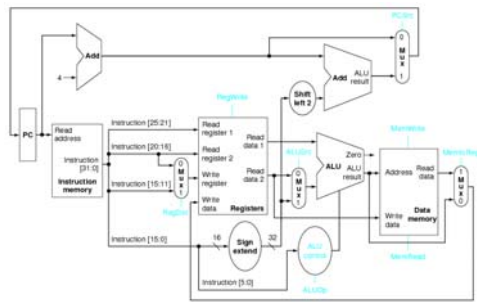 PCSrc
0
Mux
1
Add
4
Add
ALU
result
Shift
left 2
RegWrite
PC
Read
address
Instruction
[31:0]
Instruction
memory
Instruction [25:21]
Instruction [20:16]
Instruction [15:11]
0
Mux
1
RegDst
Read
register 1
Read
register 2
Write
register
Write
data
Read
data 1
Read
data 2
Registers
ALUSrc
0
Mux
1
Zero
ALU
ALU
result
MemWrite
Address
Read
data
Write
data
Data
memory
MemRead
MemtoReg
1
Mux
0
Instruction [15:0]
16
Sign
extend
32
ALU
control
Instruction [5:0]
ALUOp